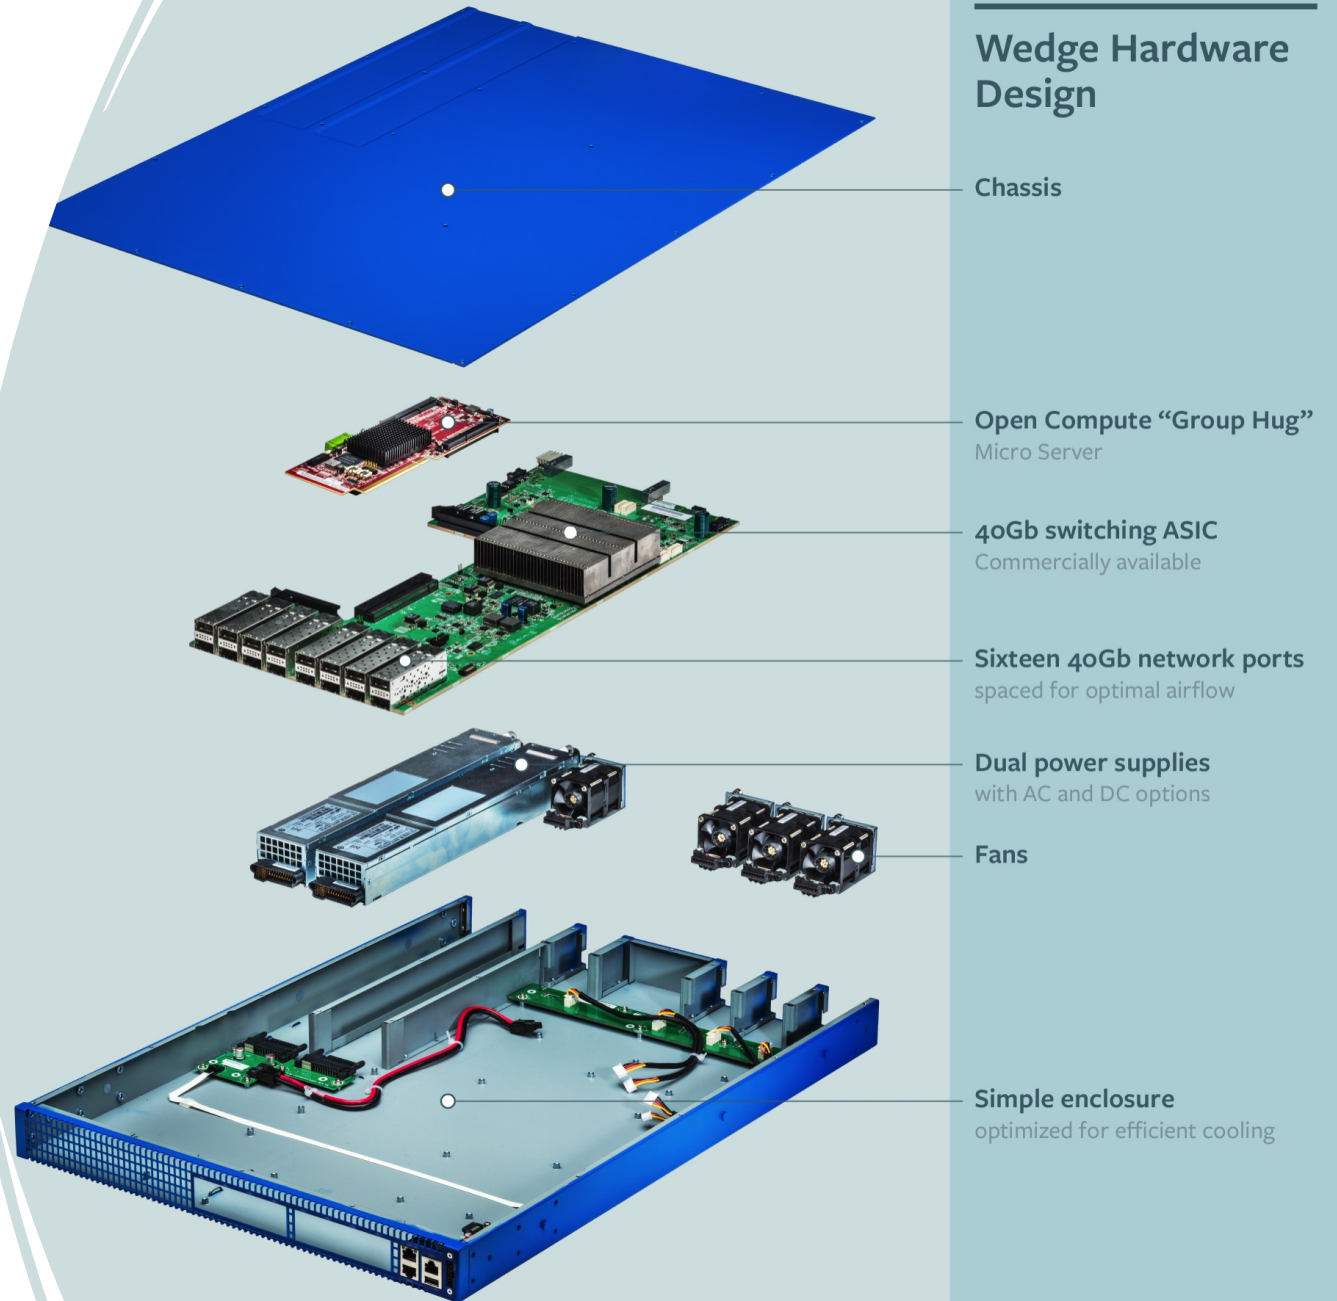 Wedge Hardware
Design
Chassis
Open Compute “Group Hug”
Micro Server
40Gb switching ASIC
Commercially available
Sixteen 40Gb network ports
spaced for optimal airflow
Dual power supplies
with AC and DC options
Fans
Simple enclosure
optimized for efficient cooling